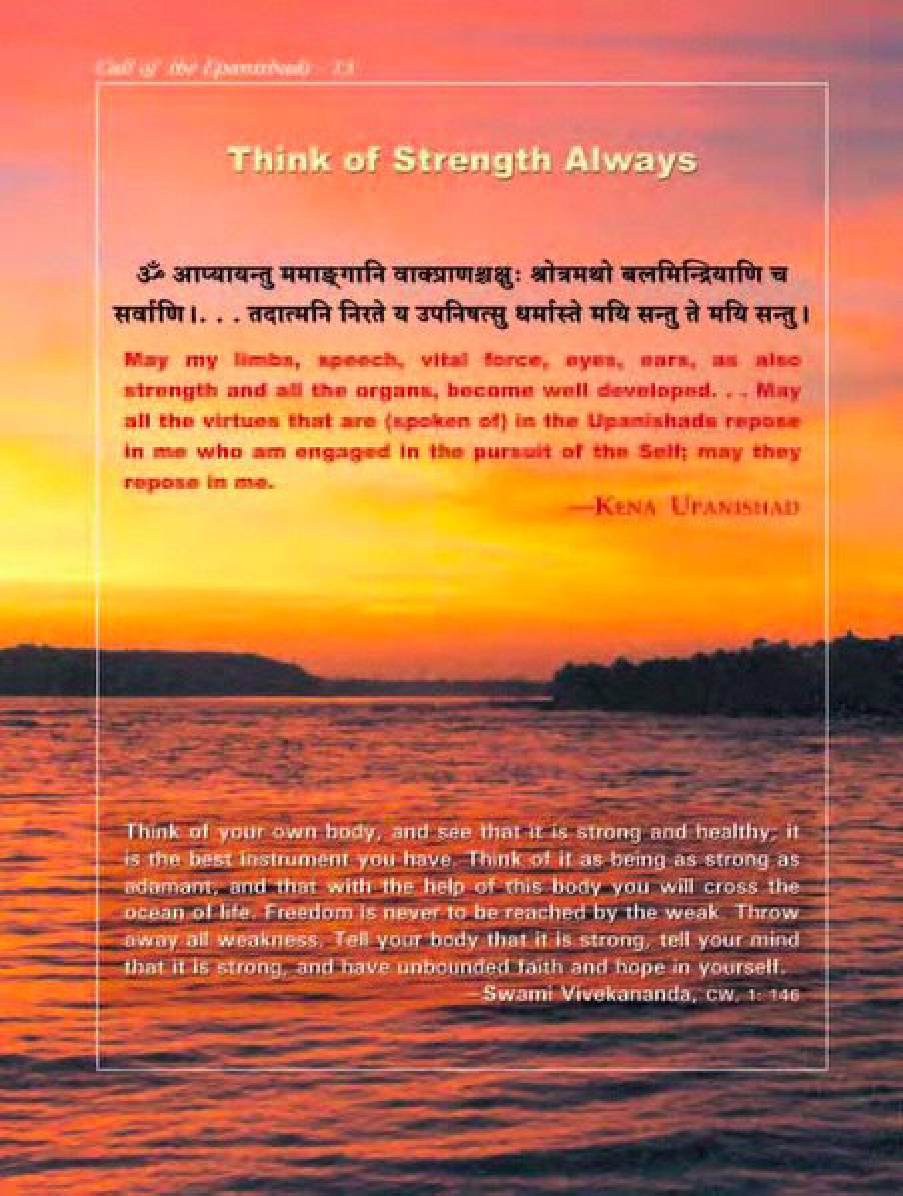 Call of the Upanishads - 13
Think of Strength Always
ॐ आप्यायन्तु ममाङ्गानि वाक्प्राणश्चक्षुः श्रोत्रमथो बलमिन्द्रियाणि च
सर्वाणि।. . . तदात्मनि निरते य उपनिषत्सु धर्मास्ते मयि सन्तु ते मयि सन्तु।
May my limbs, speech, vital force, eyes, ears, as also
strength and all the organs, become well developed. . . May
all the virtues that are (spoken of) in the Upanishads repose
in me who am engaged in the pursuit of the Self; may they
repose in me.
—KENA UPANISHAD
Think of your own body, and see that it is strong and healthy; it
is the best instrument you have. Think of it as being as strong as
adamant, and that with the help of this body you will cross the
ocean of life. Freedom is never to be reached by the weak. Throw
away all weakness. Tell your body that it is strong, tell your mind
that it is strong, and have unbounded faith and hope in yourself.
—Swami Vivekananda, CW, 1: 146